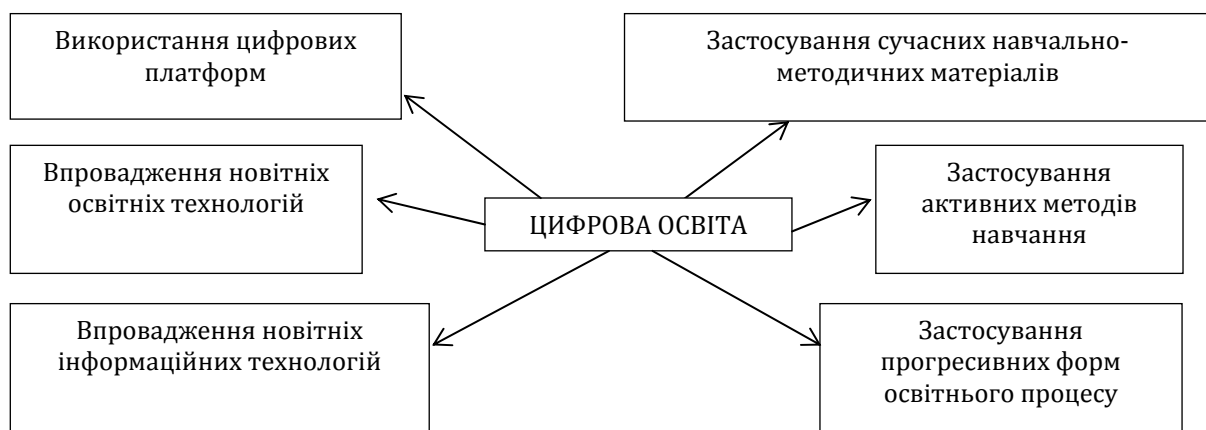 Використання цифрових
платформ
Застосування сучасних навчально-
методичних матеріалів
Впровадження новітніх
освітніх технологій
ЦИФРОВА ОСВІТА
Застосування
активних методів
навчання
Впровадження новітніх
інформаційних технологій
Застосування
прогресивних форм
освітнього процесу